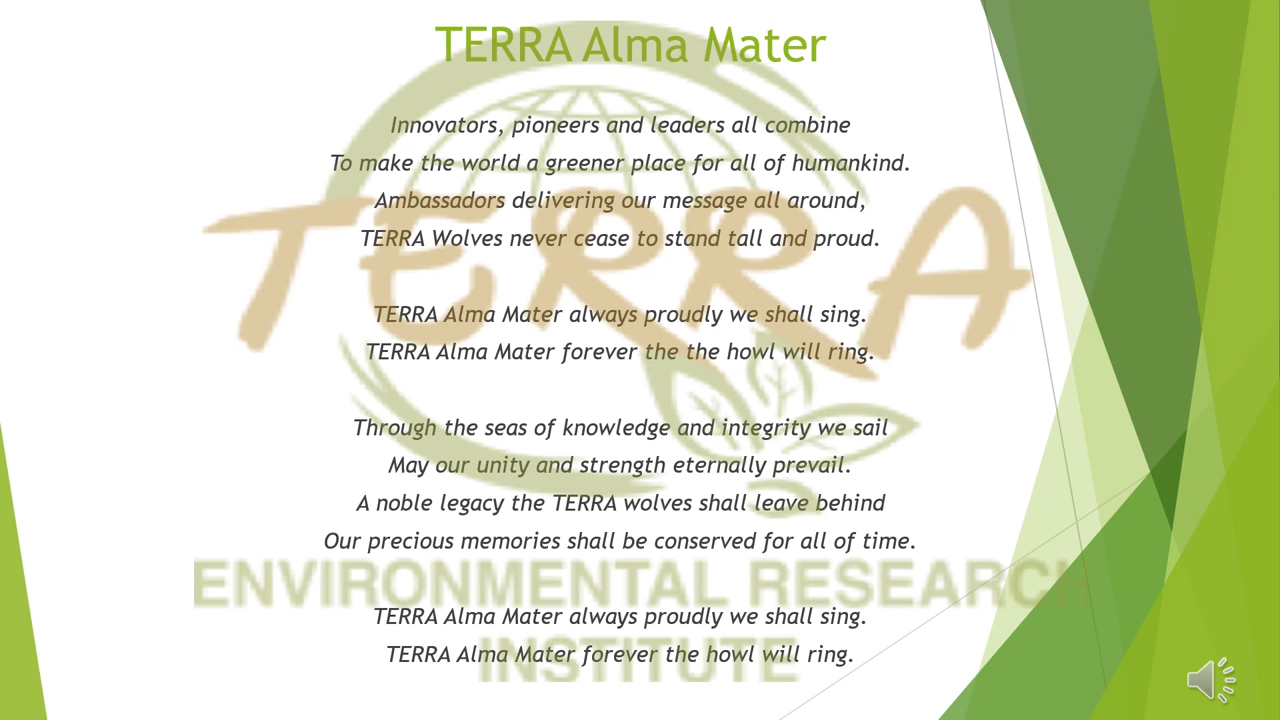 TERRA Alma Mater
Innovators, pioneers and leaders all combine
To make the world a greener place for all of humankind.
Ambassadors delivering our message all around,
TERRA Wolves never cease to stand tall and proud.
TERRA Alma Mater always proudly we shall sing.
TERRA Alma Mater forever the the howl will ring.
Through the seas of knowledge and integrity we sail
May our unity and strength eternally prevail.
A noble legacy the TERRA wolves shall leave behind
Our precious memories shall be conserved for all of time.
TERRA Alma Mater always proudly we shall sing.
TERRA Alma Mater forever the howl will ring.
TERRA
ENVIRONMENTAL RESEARCH
INSTITUTE